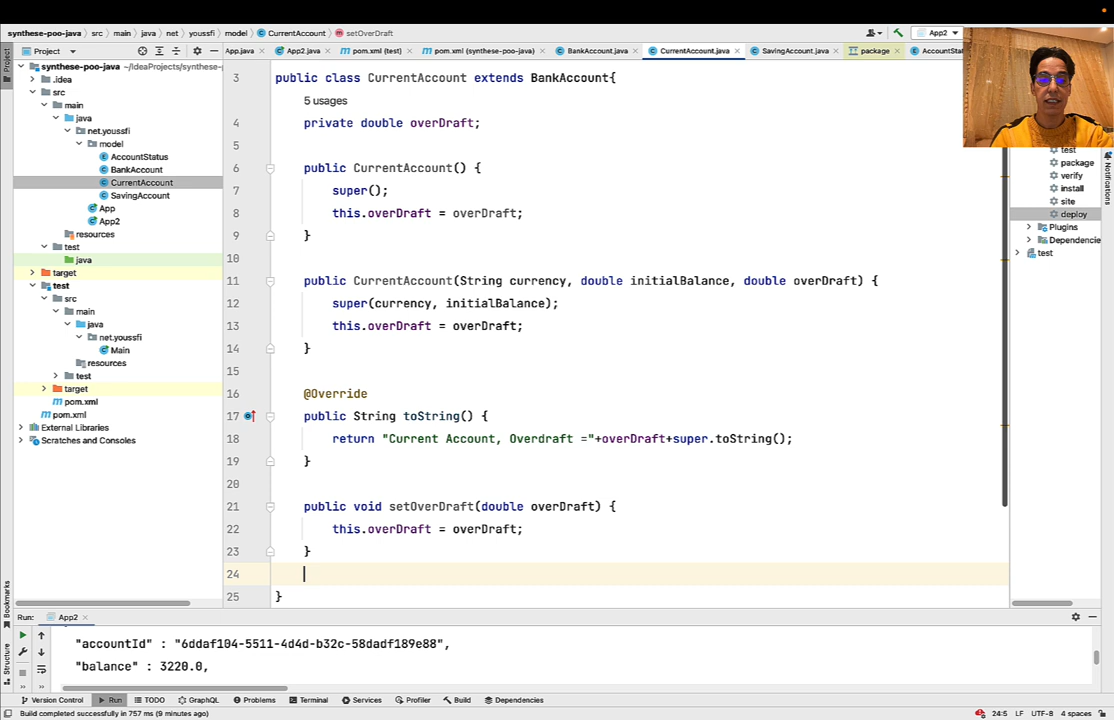 synthese-poo-java > src > main > java > net > youssfi > model > CurrentAccount > setOverDraft App2
Project App.java App2.java pom.xml (test) pom.xml (synthese-poo-java) BankAccount.java CurrentAccount.java SavingAccount.java package AccountStat
synthese-poo-java ~/IdeaProjects/synthese-
.idea
src
main
java
net.youssfi
model
AccountStatus
BankAccount
CurrentAccount
SavingAccount
App
App2
resources
test
java
target
test
src
main
java
net.youssfi
Main
resources
test
target
pom.xml
pom.xml
External Libraries
Scratches and Consoles
3 public class CurrentAccount extends BankAccount{
5 usages
4 private double overDraft;
5
6 public CurrentAccount() {
7 super();
8 this.overDraft = overDraft;
9 }
10
11 public CurrentAccount(String currency, double initialBalance, double overDraft) {
12 super(currency, initialBalance);
13 this.overDraft = overDraft;
14 }
15
16 @Override
17 public String toString() {
18 return "Current Account, Overdraft ="+overDraft+super.toString();
19 }
20
21 public void setOverDraft(double overDraft) {
22 this.overDraft = overDraft;
23 }
24
25 }
test
package
verify
install
site
deploy
Plugins
Dependencie
test
Project
Bookmarks
Structure
Notifications
Run: App2
"accountId" : "6ddaf104-5511-4d4d-b32c-58dadf189e88",
"balance" : 3220.0,
Version Control Run TODO GraphQL Problems Terminal Services Profiler Build Dependencies
Build completed successfully in 757 ms (9 minutes ago) 24:5 LF UTF-8 4 spaces